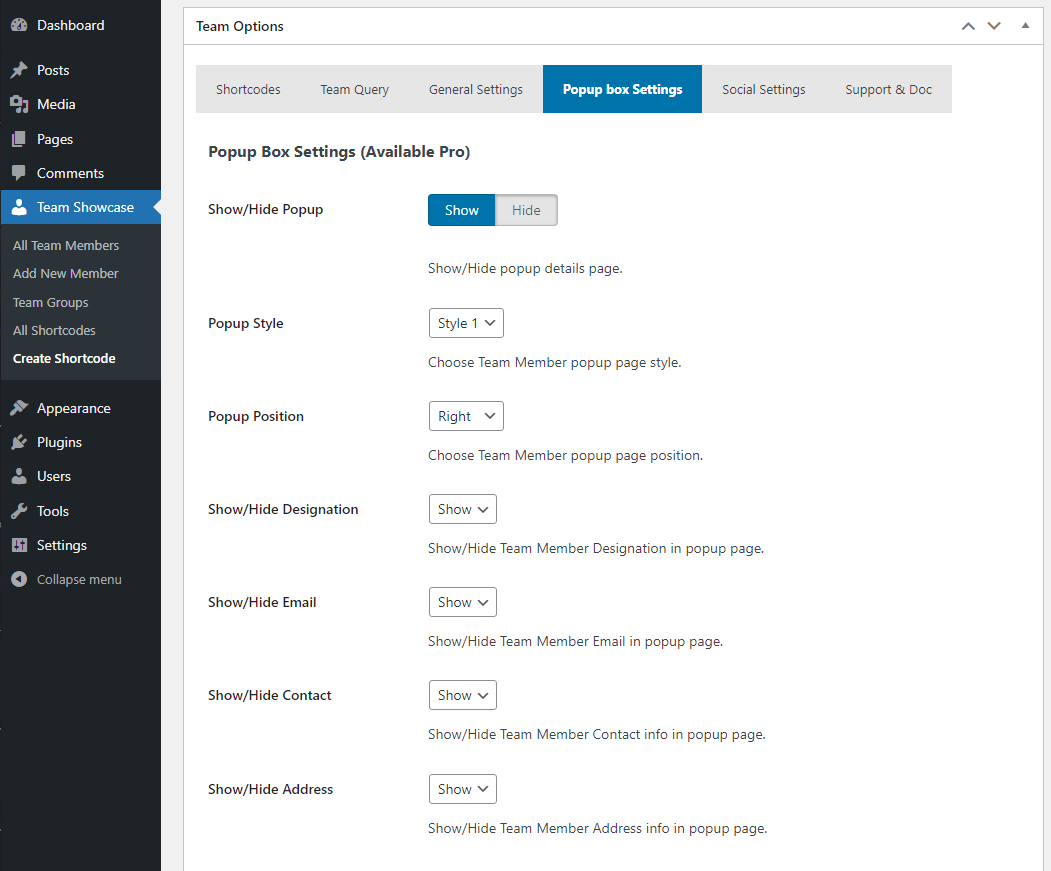 Dashboard
Posts
Media
Pages
Comments
Team Showcase
All Team Members
Add New Member
Team Groups
All Shortcodes
Create Shortcode
Appearance
Plugins
Users
Tools
Settings
Collapse menu
Team Options
Shortcodes Team Query General Settings Popup box Settings Social Settings Support & Doc
Popup Box Settings (Available Pro)
Show/Hide Popup Show Hide
Show/Hide popup details page.
Popup Style Style 1
Choose Team Member popup page style.
Popup Position Right
Choose Team Member popup page position.
Show/Hide Designation Show
Show/Hide Team Member Designation in popup page.
Show/Hide Email Show
Show/Hide Team Member Email in popup page.
Show/Hide Contact Show
Show/Hide Team Member Contact info in popup page.
Show/Hide Address Show
Show/Hide Team Member Address info in popup page.